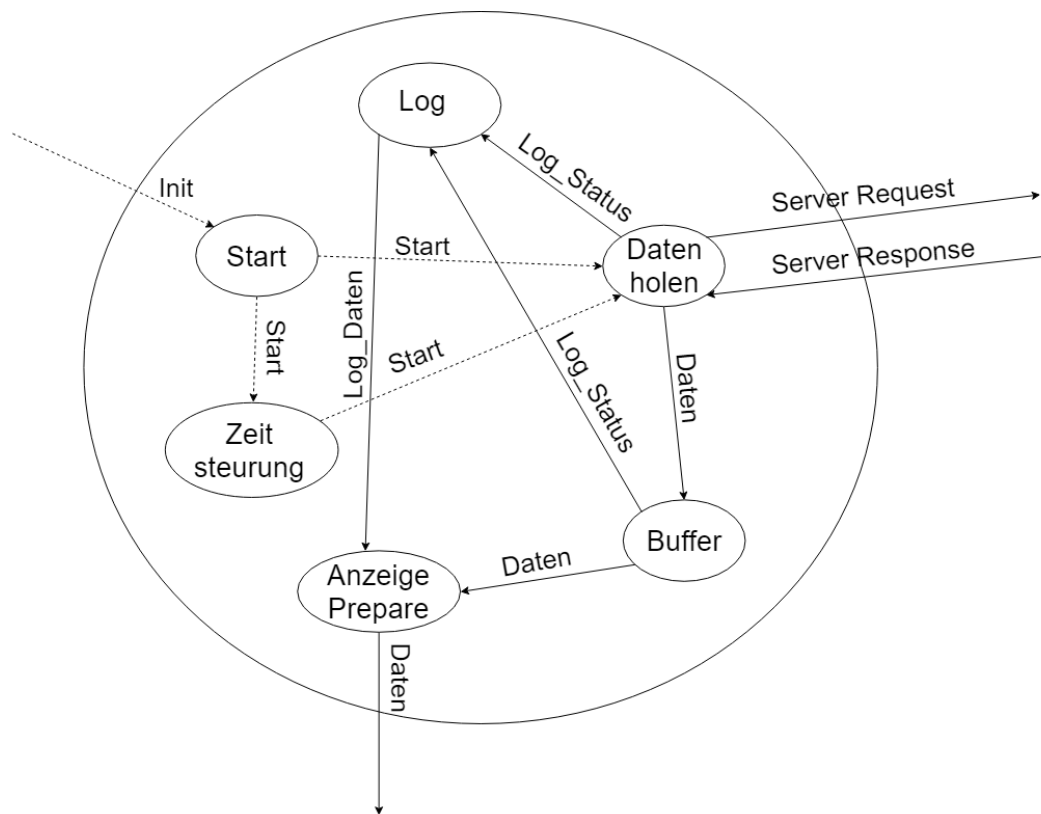 Log
Log_Status
Init
Server Request
Start
Start
Daten
holen
Server Response
Start
Log_Daten
Start
Log_Status
Daten
Zeit
steurung
Buffer
Daten
Anzeige
Prepare
Daten